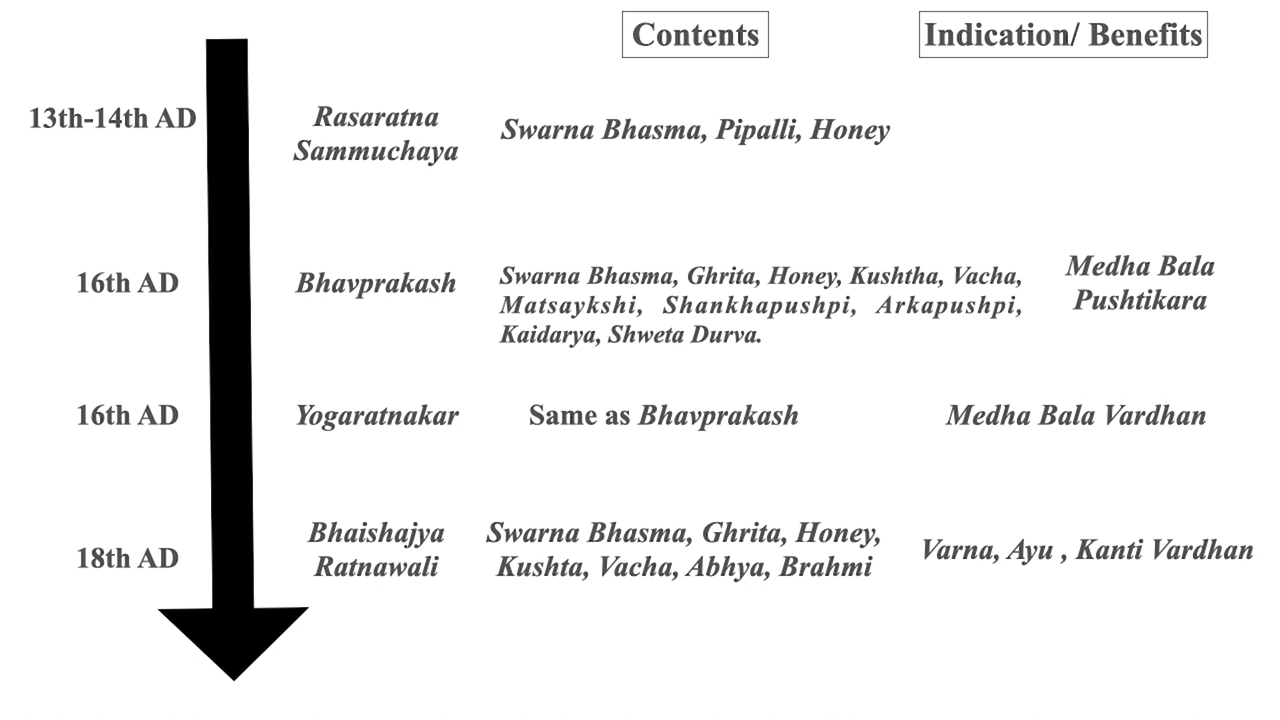 Contents
Indication/ Benefits
13th-14th AD
Rasaratna
Sammuchaya
Swarna Bhasma, Pipalli, Honey
16th AD
Bhavprakash
Swarna Bhasma, Ghrita, Honey, Kushtha, Vacha,
Matsaykshi, Shankhapushpi, Arkapushpi,
Kaidarya, Shweta Durva.
Medha Bala
Pushtikara
16th AD
Yogaratnakar
Same as Bhavprakash
Medha Bala Vardhan
18th AD
Bhaishajya
Ratnawali
Swarna Bhasma, Ghrita, Honey,
Kushta, Vacha, Abhya, Brahmi
Varna, Ayu , Kanti Vardhan